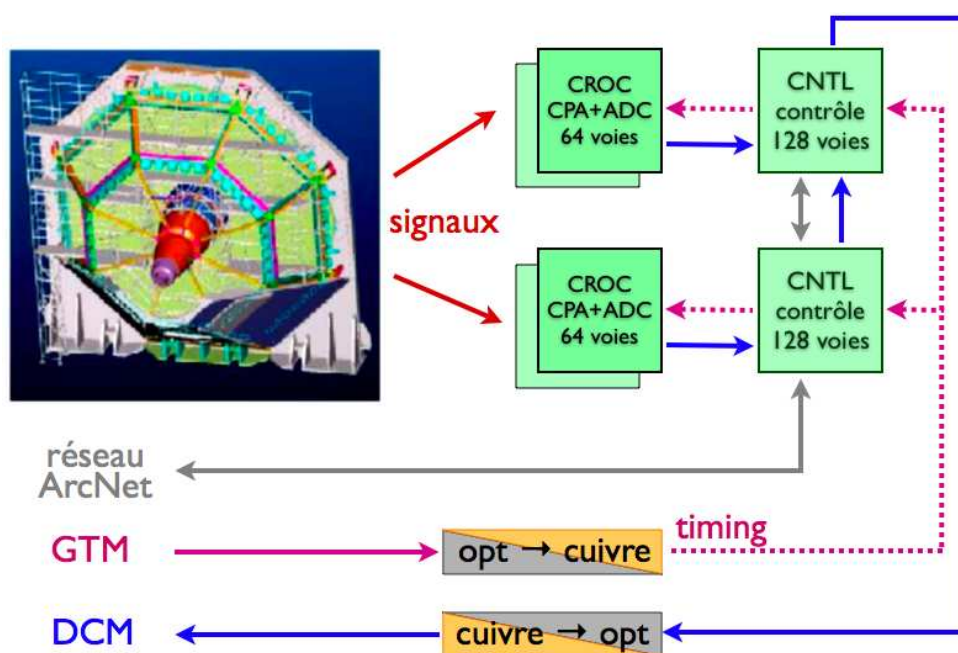 CROC
CPA+ADC
64 voies
CNTL
contrôle
128 voies
signaux
CROC
CPA+ADC
64 voies
CNTL
contrôle
128 voies
réseau
ArcNet
GTM
opt → cuivre
timing
DCM
cuivre → opt